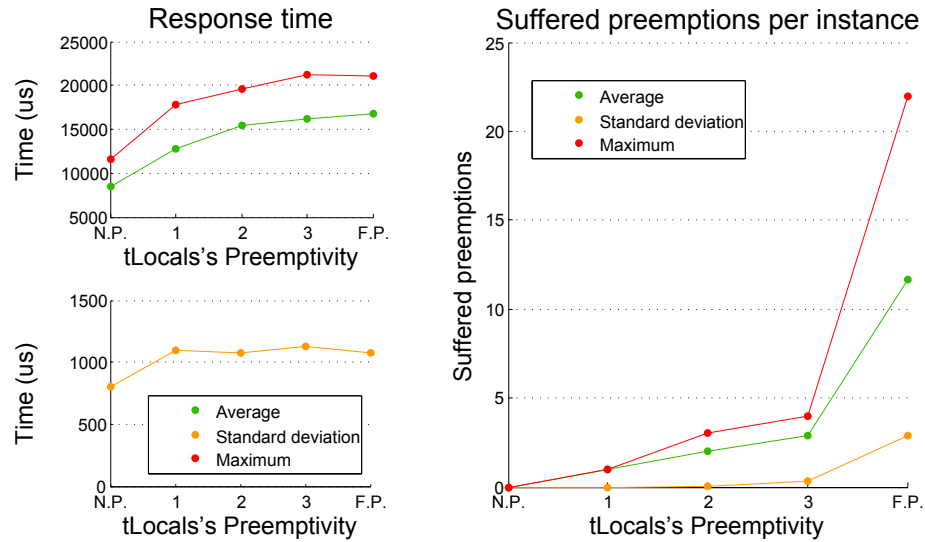 Response time
25000
20000
15000
10000
5000
Time (us)
N.P. 1 2 3 F.P.
tLocals's Preemptivity
1500
1000
500
0
Time (us)
Average
Standard deviation
Maximum
N.P. 1 2 3 F.P.
tLocals's Preemptivity
Suffered preemptions per instance
25
20
15
10
5
0
Suffered preemptions
Average
Standard deviation
Maximum
N.P. 1 2 3 F.P.
tLocals's Preemptivity